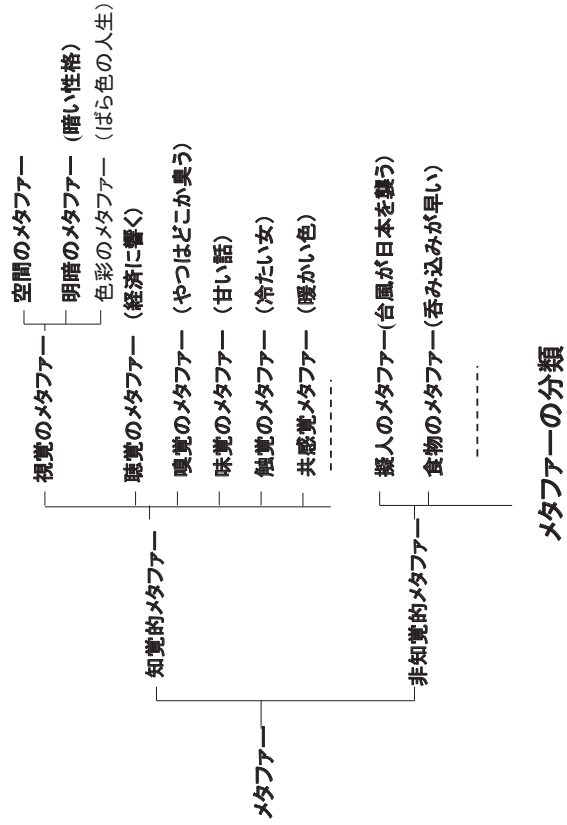 メタファー
知覚的メタファー
視覚のメタファー
空間のメタファー
明暗のメタファー (暗い性格)
色彩のメタファー (ばら色の人生)
聴覚のメタファー (経済に響く)
嗅覚のメタファー (やつはどこか臭う)
味覚のメタファー (甘い話)
触覚のメタファー (冷たい女)
共感覚メタファー (暖かい色)
非知覚的メタファー
擬人のメタファー(台風が日本を襲う)
食物のメタファー(呑み込みが早い)
メタファーの分類